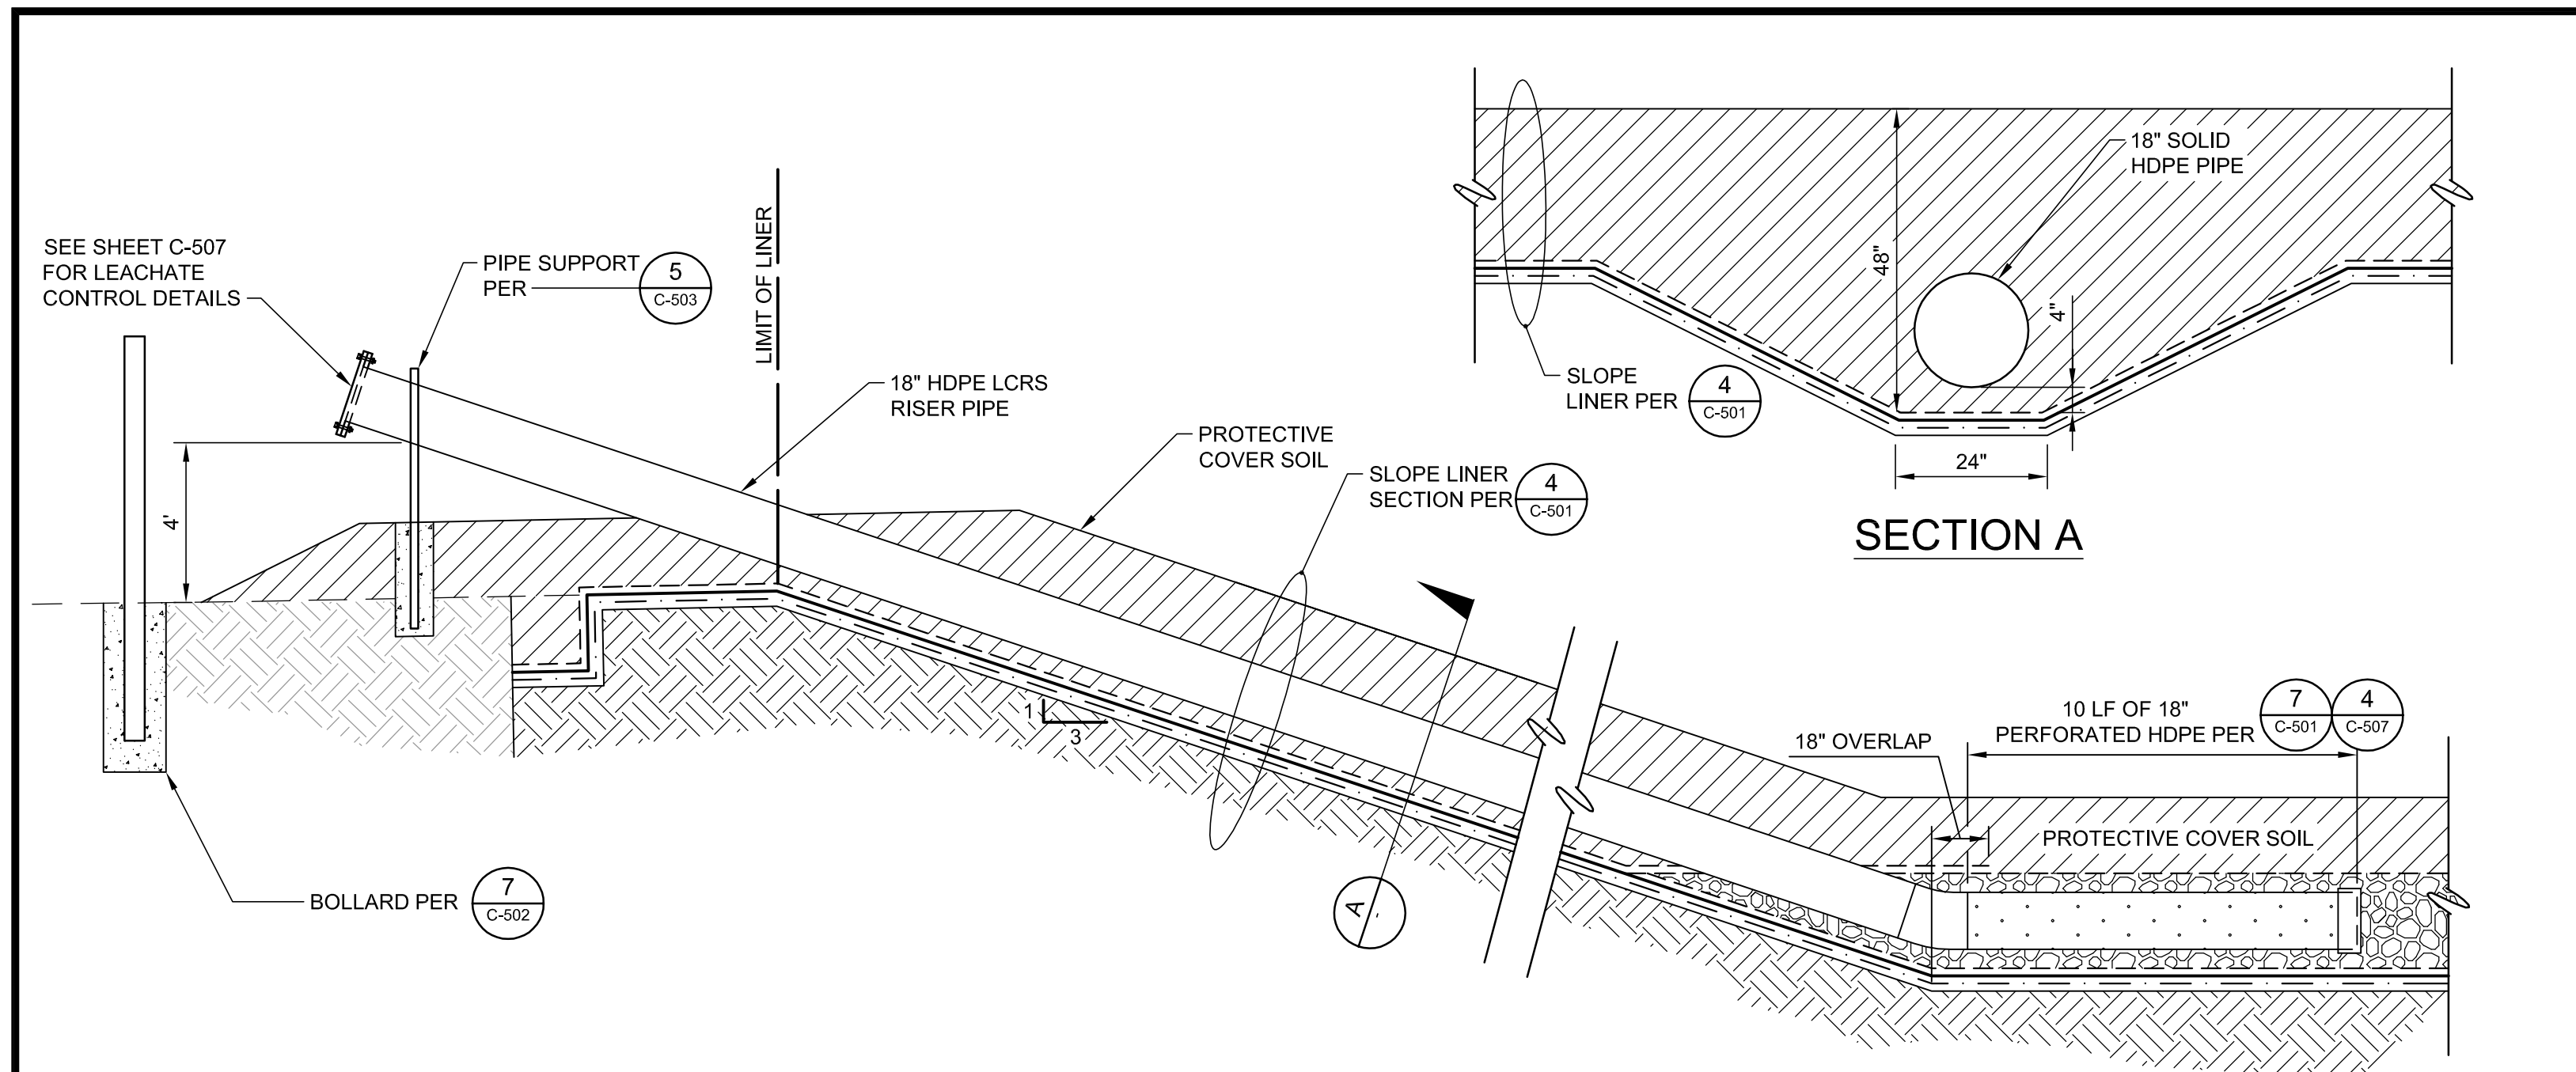 SEE SHEET C-507
FOR LEACHATE
CONTROL DETAILS
PIPE SUPPORT
PER
5
C-503
LIMIT OF LINER
18" HDPE LCRS
RISER PIPE
PROTECTIVE
COVER SOIL
SLOPE LINER
SECTION PER
4
C-501
4'
1
3
BOLLARD PER
7
C-502
A
-
18" SOLID
HDPE PIPE
48"
4"
SLOPE
LINER PER
4
C-501
24"
SECTION A
10 LF OF 18"
PERFORATED HDPE PER
7
C-501
4
C-507
18" OVERLAP
PROTECTIVE COVER SOIL